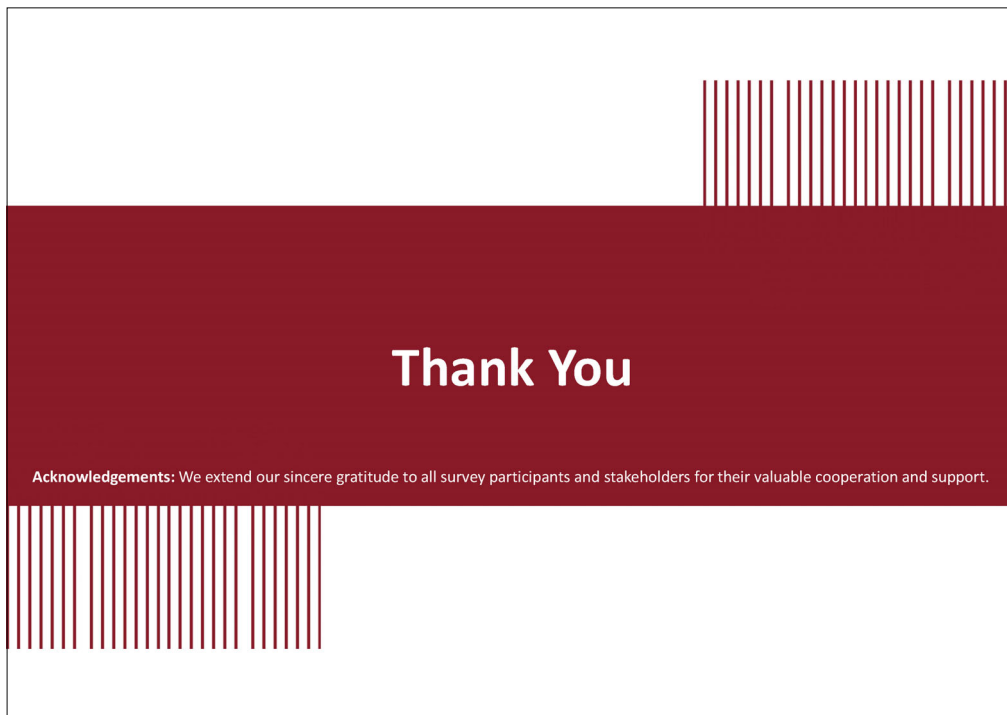 Thank You
Acknowledgements: We extend our sincere gratitude to all survey participants and stakeholders for their valuable cooperation and support.